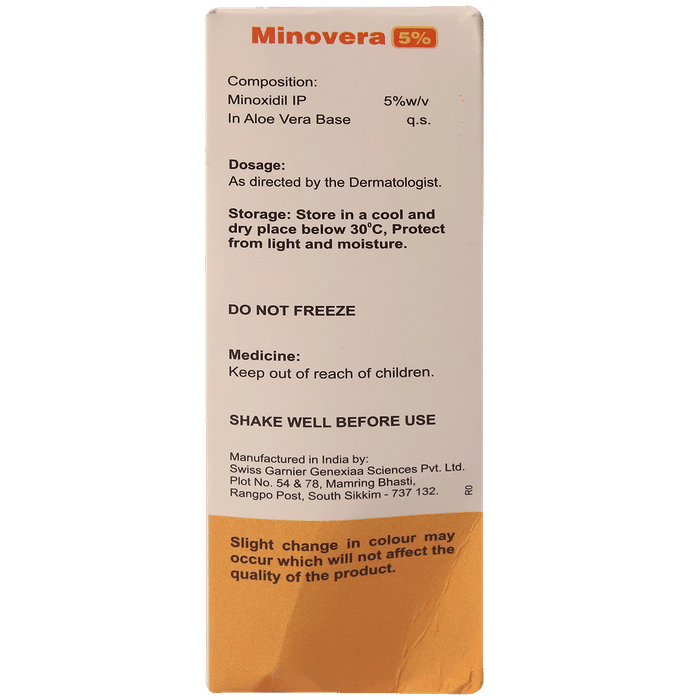 Minovera 5%
Composition:
Minoxidil IP 5%w/v
In Aloe Vera Base q.s.
Dosage:
As directed by the Dermatologist.
Storage: Store in a cool and
dry place below 30°C, Protect
from light and moisture.
DO NOT FREEZE
Medicine:
Keep out of reach of children.
SHAKE WELL BEFORE USE
Manufactured in India by:
Swiss Garnier Genexiaa Sciences Pvt. Ltd.
Plot No. 54 & 78, Mamring Bhasti,
Rangpo Post, South Sikkim - 737 132.
R0
Slight change in colour may
occur which will not affect the
quality of the product.